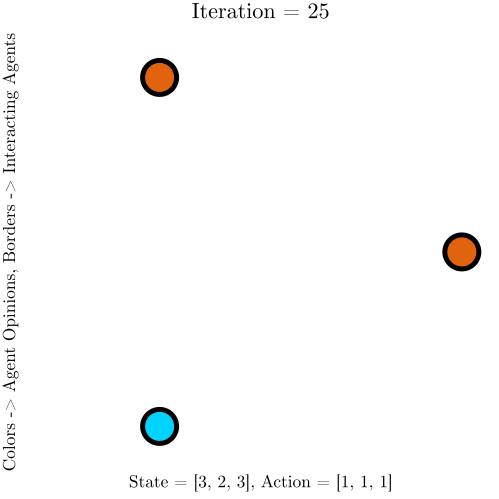 Iteration = 25
Colors -> Agent Opinions, Borders -> Interacting Agents
State = [3, 2, 3], Action = [1, 1, 1]